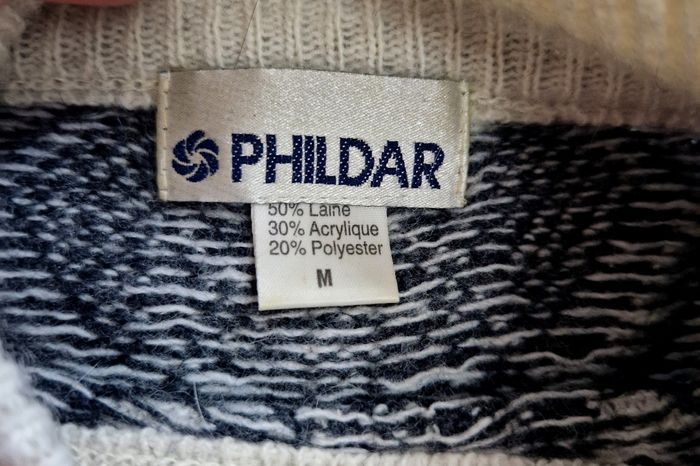 PHILDAR
50% Laine
30% Acrylique
20% Polyester
M